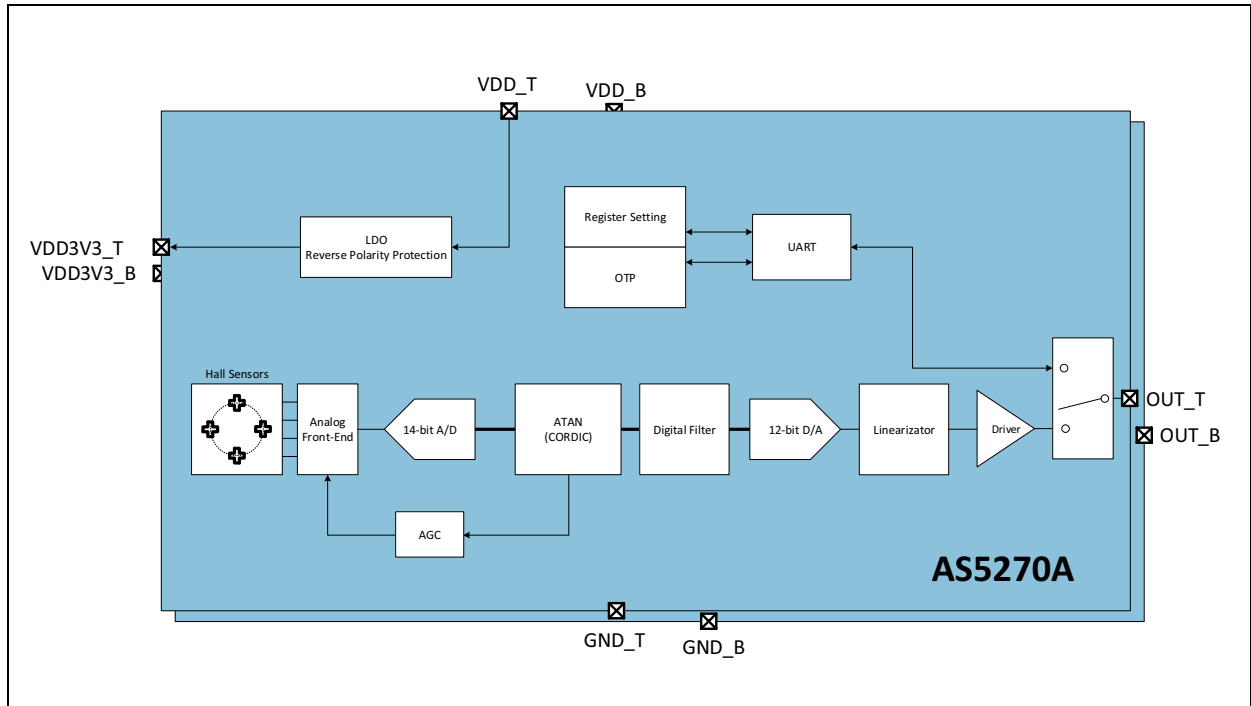 VDD_T
VDD_B
Register Setting
LDO
Reverse Polarity Protection
UART
VDD3V3_T
VDD3V3_B
OTP
Hall Sensors
Analog
Front-End
14-bit A/D
ATAN
(CORDIC)
Digital Filter
12-bit D/A
Linearizator
Driver
OUT_T
OUT_B
AGC
AS5270A
GND_T
GND_B